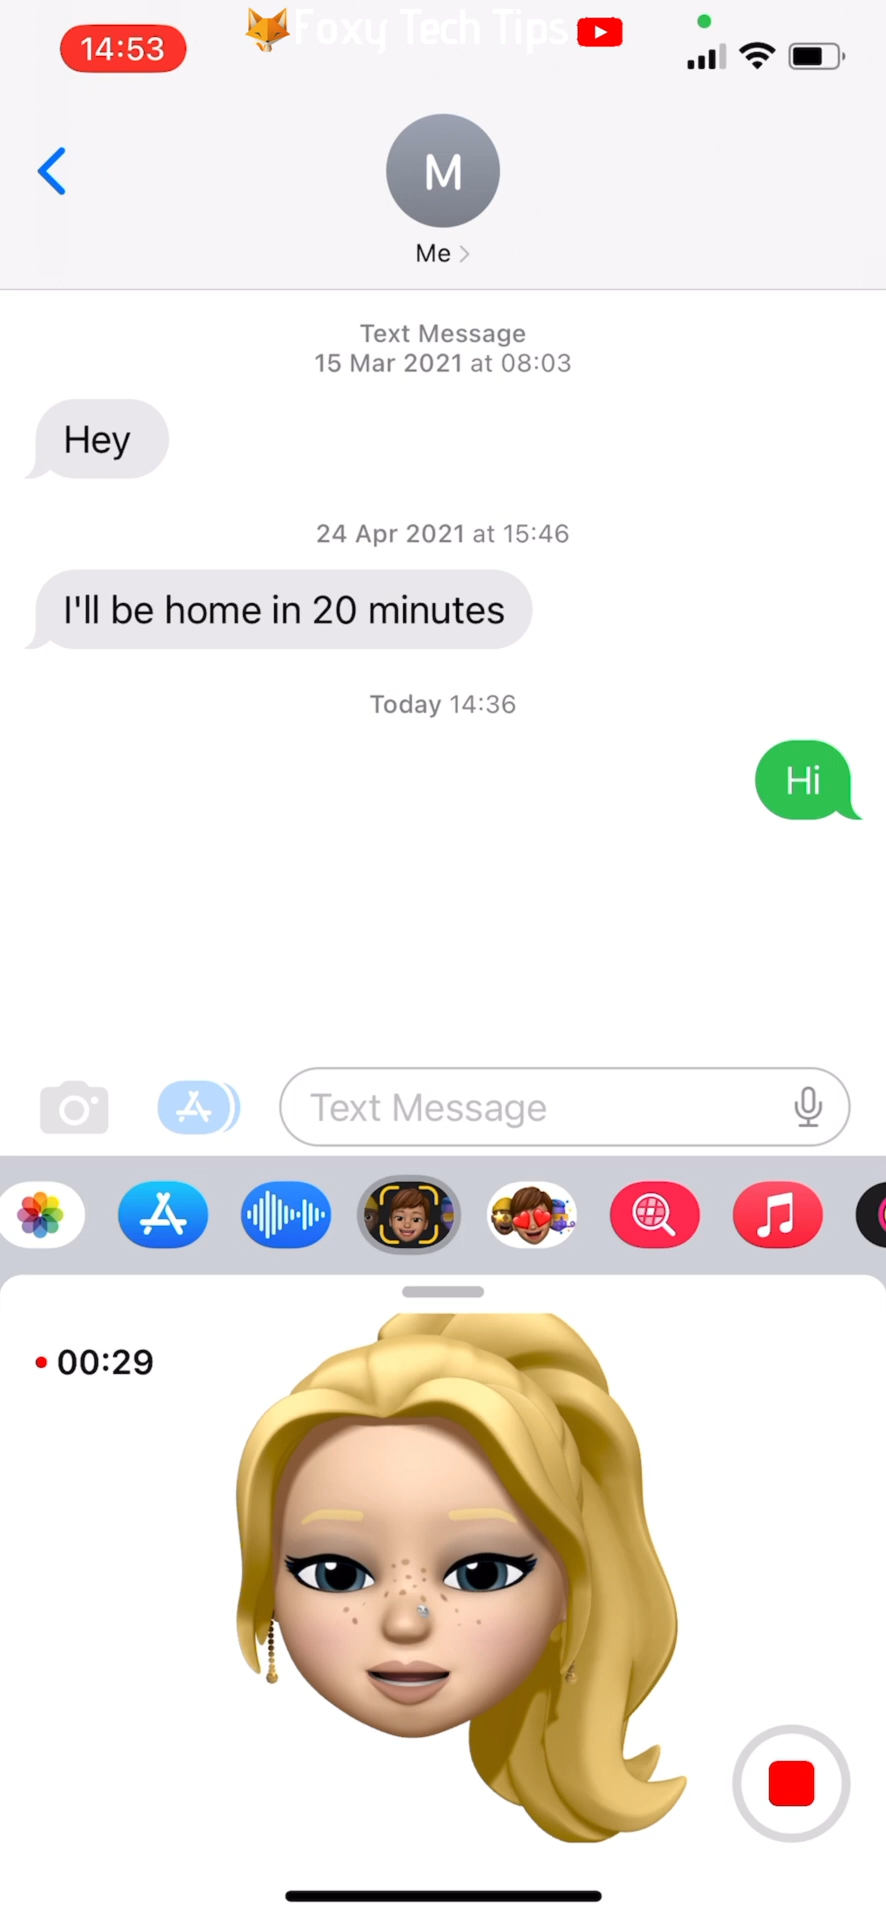 14:53
Foxy Tech Tips
M
Me
Text Message
15 Mar 2021 at 08:03
Hey
24 Apr 2021 at 15:46
I'll be home in 20 minutes
Today 14:36
Hi
Text Message
00:29